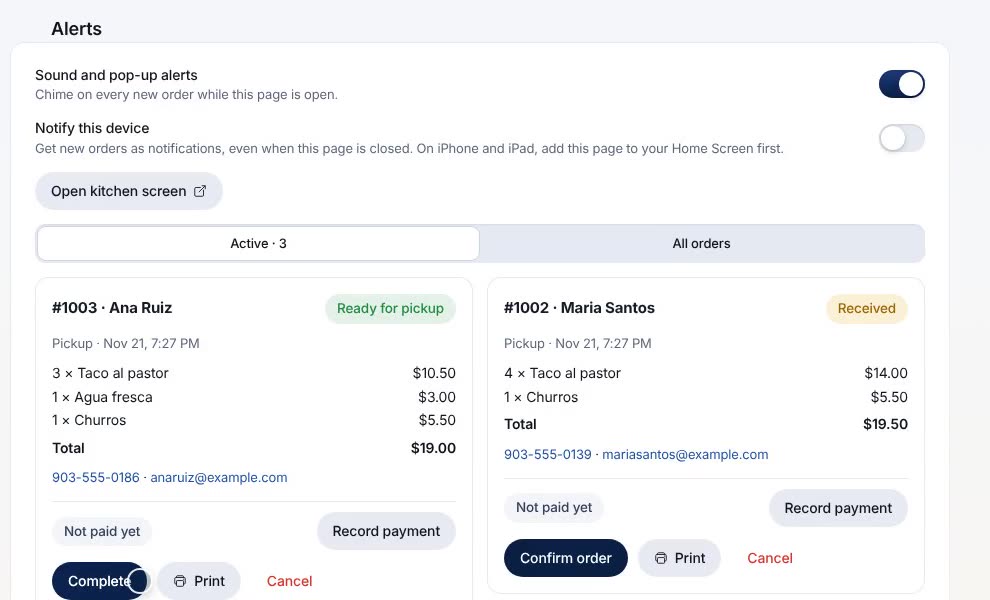 Alerts
Sound and pop-up alerts
Chime on every new order while this page is open.
Notify this device
Get new orders as notifications, even when this page is closed. On iPhone and iPad, add this page to your Home Screen first.
Open kitchen screen
Active · 3
All orders
#1003 · Ana Ruiz
Ready for pickup
Pickup · Nov 21, 7:27 PM
3 × Taco al pastor $10.50
1 × Agua fresca $3.00
1 × Churros $5.50
Total $19.00
903-555-0186 · anaruiz@example.com
Not paid yet
Record payment
Complete
Print
Cancel
#1002 · Maria Santos
Received
Pickup · Nov 21, 7:27 PM
4 × Taco al pastor $14.00
1 × Churros $5.50
Total $19.50
903-555-0139 · mariasantos@example.com
Not paid yet
Record payment
Confirm order
Print
Cancel